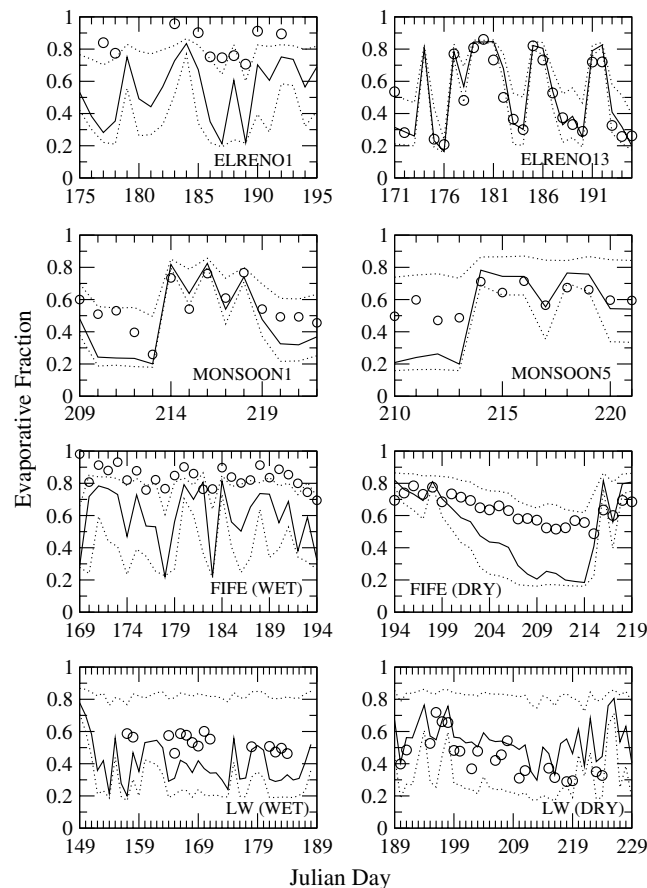 1
0.8
0.6
0.4
0.2
0
175 180 185 190 195
ELRENO1
1
0.8
0.6
0.4
0.2
0
171 176 181 186 191
ELRENO13
1
0.8
0.6
0.4
0.2
0
209 214 219
MONSOON1
1
0.8
0.6
0.4
0.2
0
210 215 220
MONSOON5
Evaporative Fraction
1
0.8
0.6
0.4
0.2
0
169 174 179 184 189 194
FIFE (WET)
1
0.8
0.6
0.4
0.2
0
194 199 204 209 214 219
FIFE (DRY)
1
0.8
0.6
0.4
0.2
0
149 159 169 179 189
LW (WET)
1
0.8
0.6
0.4
0.2
0
189 199 209 219 229
LW (DRY)
Julian Day